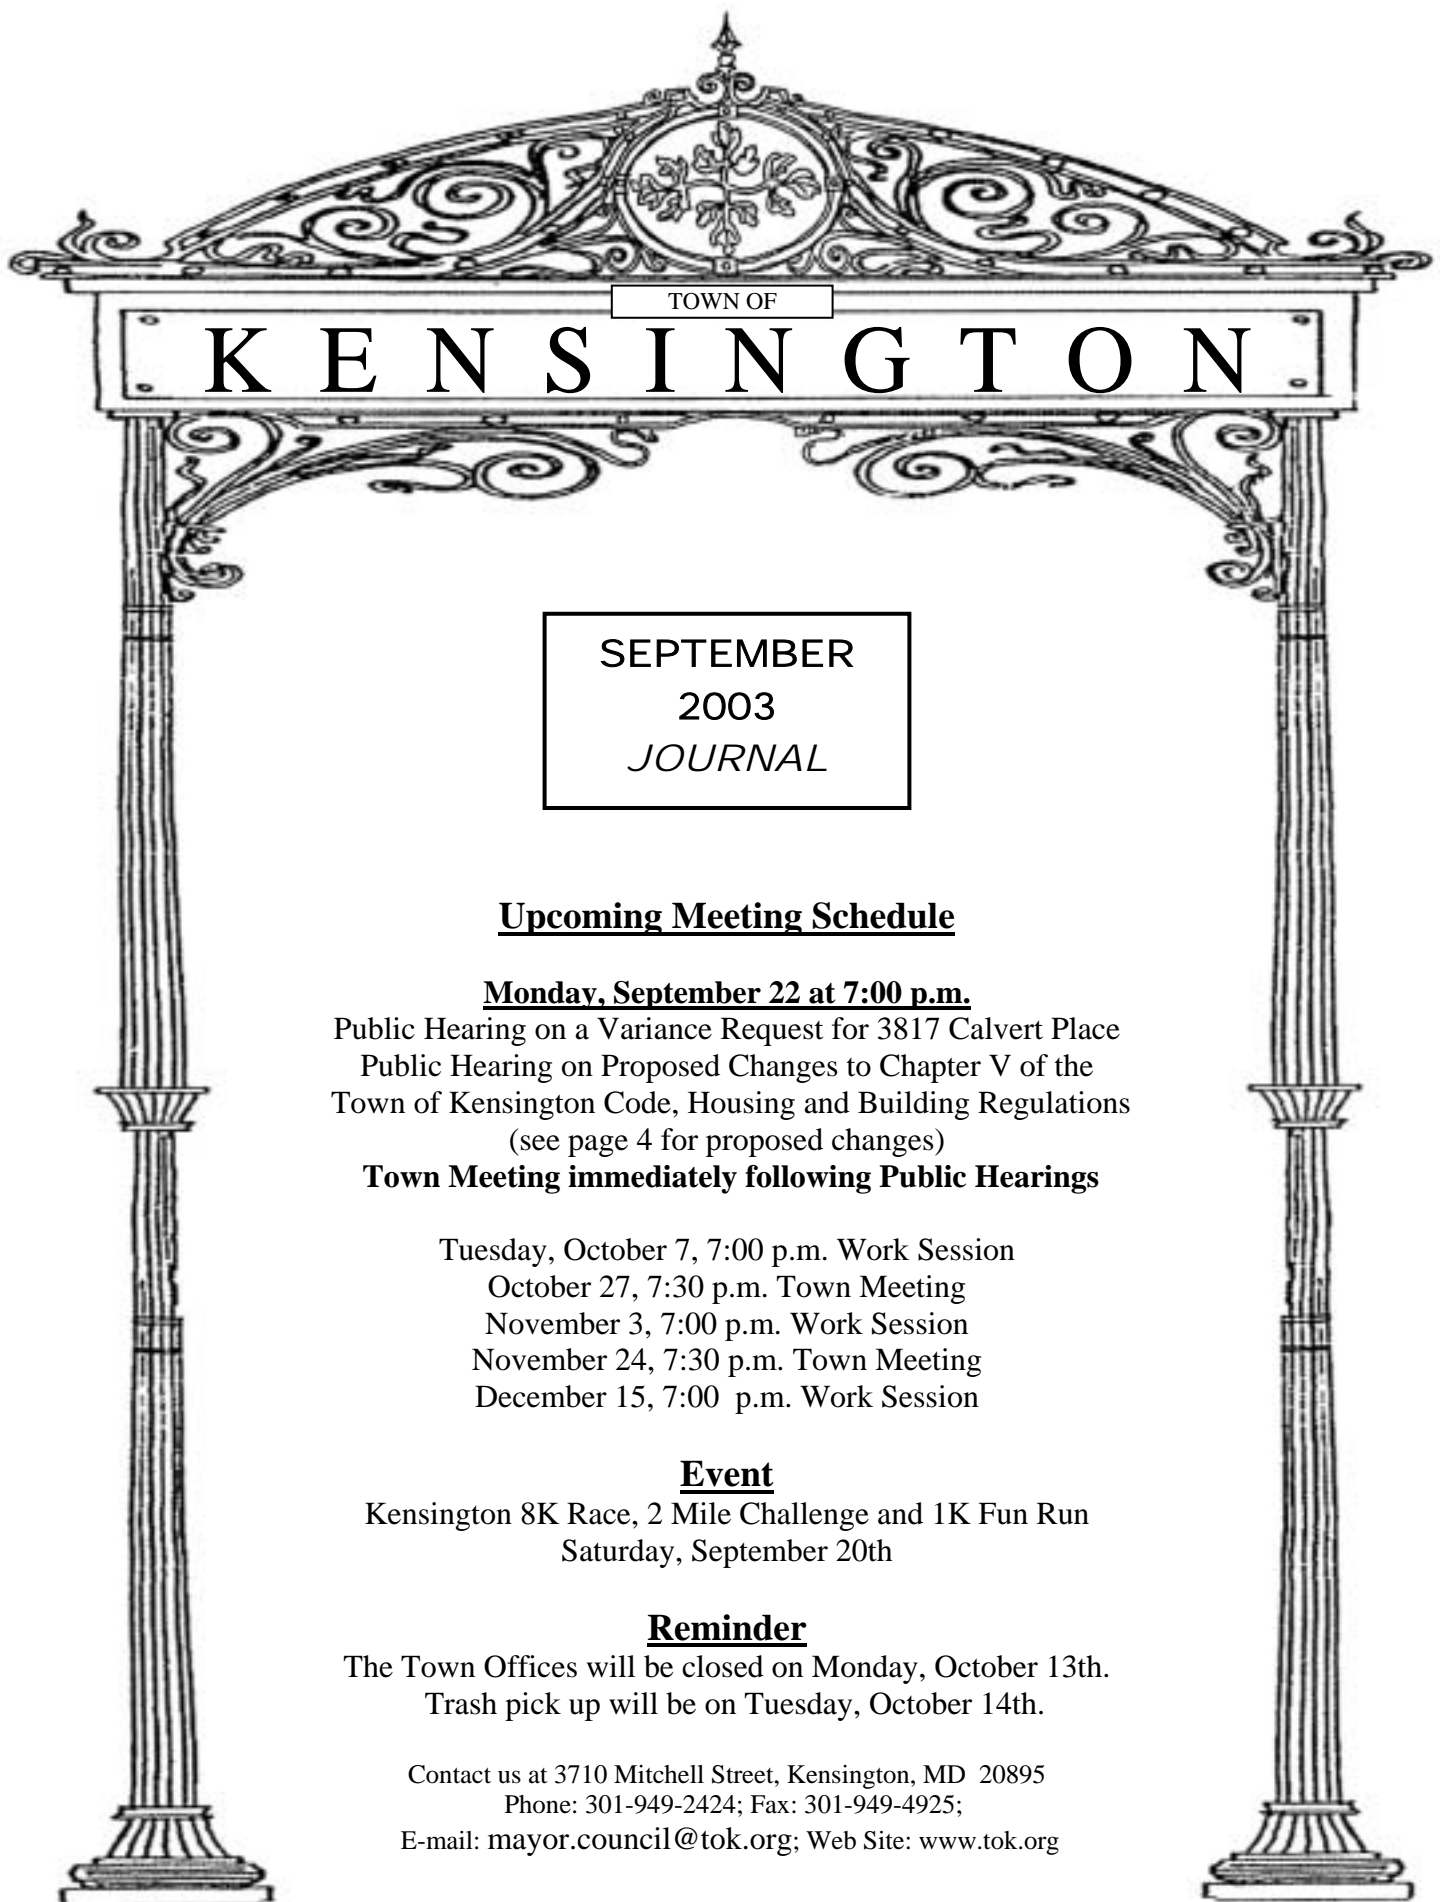 TOWN OF
KENSINGTON
SEPTEMBER
2003
JOURNAL
Upcoming Meeting Schedule
Monday, September 22 at 7:00 p.m.
Public Hearing on a Variance Request for 3817 Calvert Place
Public Hearing on Proposed Changes to Chapter V of the
Town of Kensington Code, Housing and Building Regulations
(see page 4 for proposed changes)
Town Meeting immediately following Public Hearings
Tuesday, October 7, 7:00 p.m. Work Session
October 27, 7:30 p.m. Town Meeting
November 3, 7:00 p.m. Work Session
November 24, 7:30 p.m. Town Meeting
December 15, 7:00  p.m. Work Session
Event
Kensington 8K Race, 2 Mile Challenge and 1K Fun Run
Saturday, September 20th
Reminder
The Town Offices will be closed on Monday, October 13th.
Trash pick up will be on Tuesday, October 14th.
Contact us at 3710 Mitchell Street, Kensington, MD  20895
Phone: 301-949-2424; Fax: 301-949-4925;
E-mail: mayor.council@tok.org; Web Site: www.tok.org